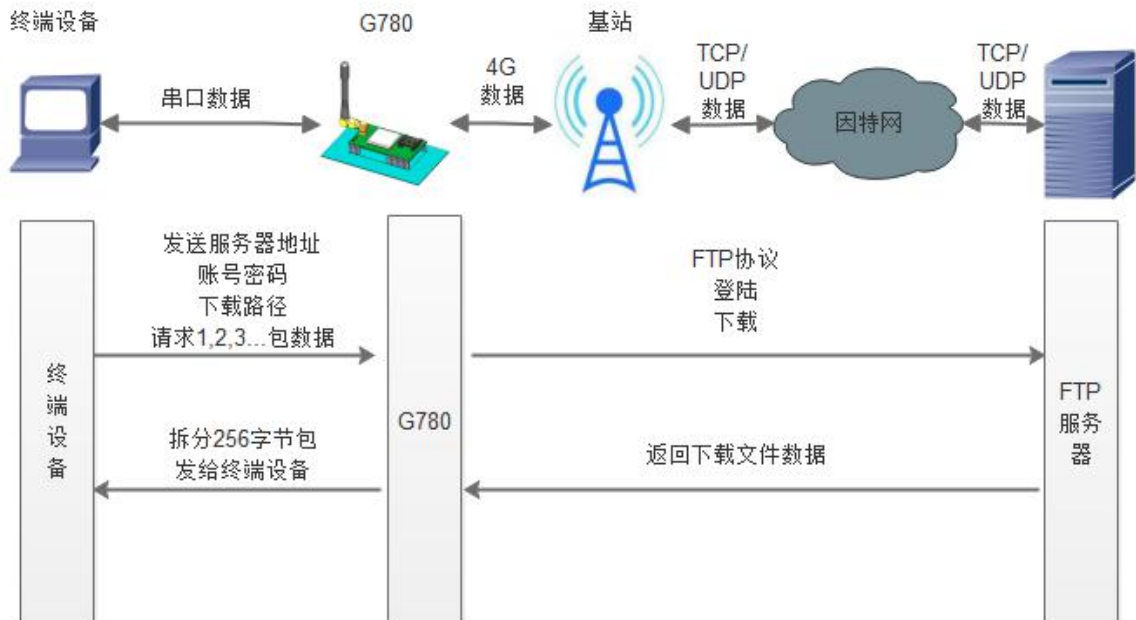 终端设备
G780
基站
串口数据
4G
数据
TCP/
UDP
数据
因特网
TCP/
UDP
数据
发送服务器地址
账号密码
下载路径
请求1,2,3...包数据
FTP协议
登陆
下载
终
端
设
备
G780
FTP
服务
器
拆分256字节包
发给终端设备
返回下载文件数据